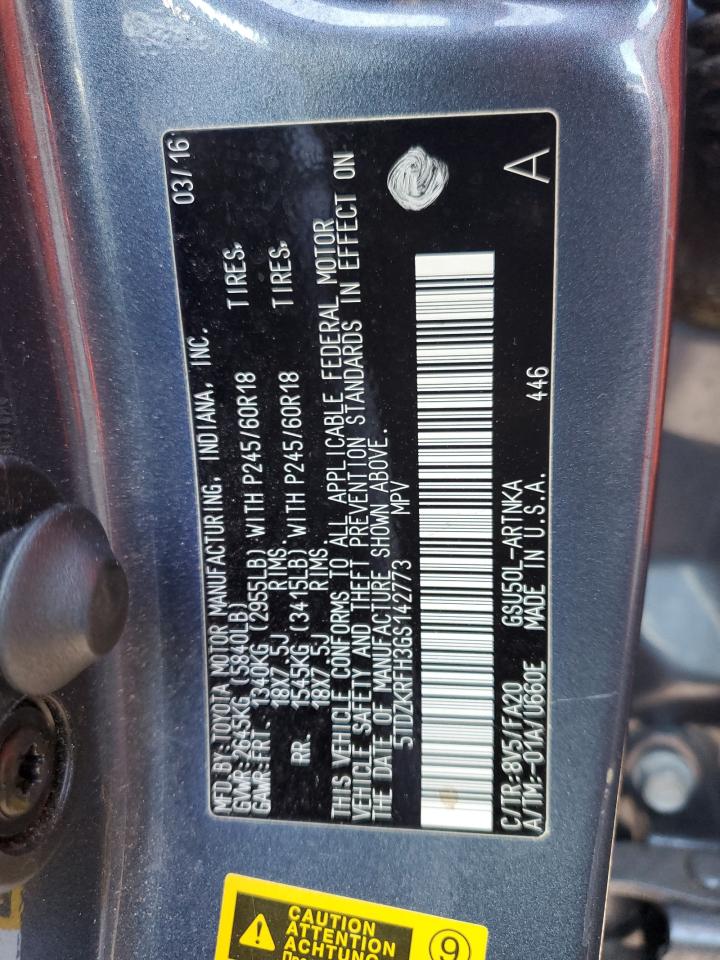 MFD.BY:TOYOTA MOTOR MANUFACTURING, INDIANA, INC. 03/16
GVWR:2645KG (5840LB)
GAWR:FRT. 1340KG (2955LB) WITH P245/60R18 TIRES,
18X7.5J RIMS
RR. 1545KG (3415LB) WITH P245/60R18 TIRES,
18X7.5J RIMS
THIS VEHICLE CONFORMS TO ALL APPLICABLE FEDERAL MOTOR
VEHICLE SAFETY AND THEFT PREVENTION STANDARDS IN EFFECT ON
THE DATE OF MANUFACTURE SHOWN ABOVE.
5TDZKRFH3GS142773 MPV
C/TR:8V5/FA20 GSU50L-ARTNKA 446 A
A/TM:-01A/U660E MADE IN U.S.A.
CAUTION
ATTENTION
ACHTUNG
9